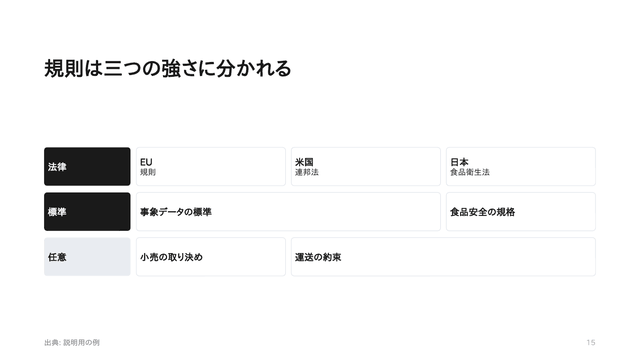 規則は三つの強さに分かれる
法律
EU
規則
米国
連邦法
日本
食品衛生法
標準
事象データの標準
食品安全の規格
任意
小売の取り決め
運送の約束
出典: 説明用の例
15